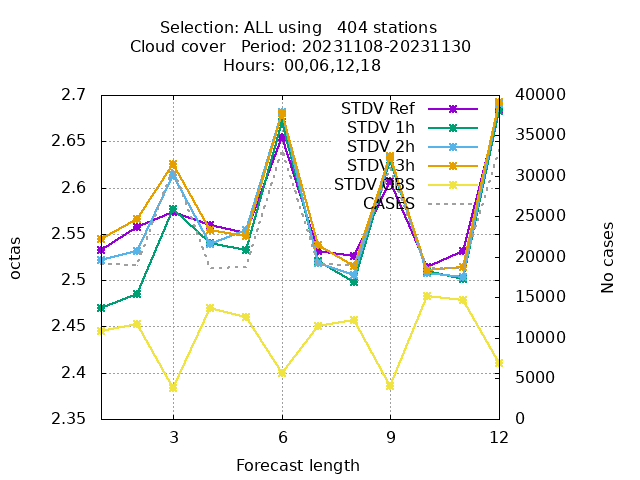 Selection: ALL using   404 stations
Cloud cover   Period: 20231108-20231130
Hours: 00,06,12,18
2.7
2.65
2.6
2.55
2.5
2.45
2.4
2.35
40000
35000
30000
25000
20000
15000
10000
5000
0
STDV Ref
STDV 1h
STDV 2h
STDV 3h
STDV OBS
CASES
octas
No cases
3
6
9
12
Forecast length